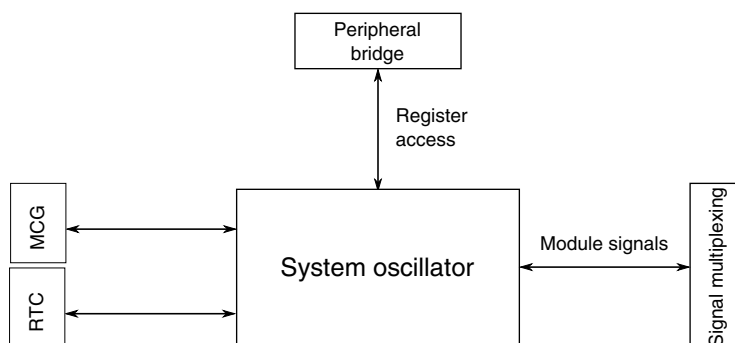 Peripheral
bridge
Register
access
MCG
System oscillator
Module signals
Signal multiplexing
RTC